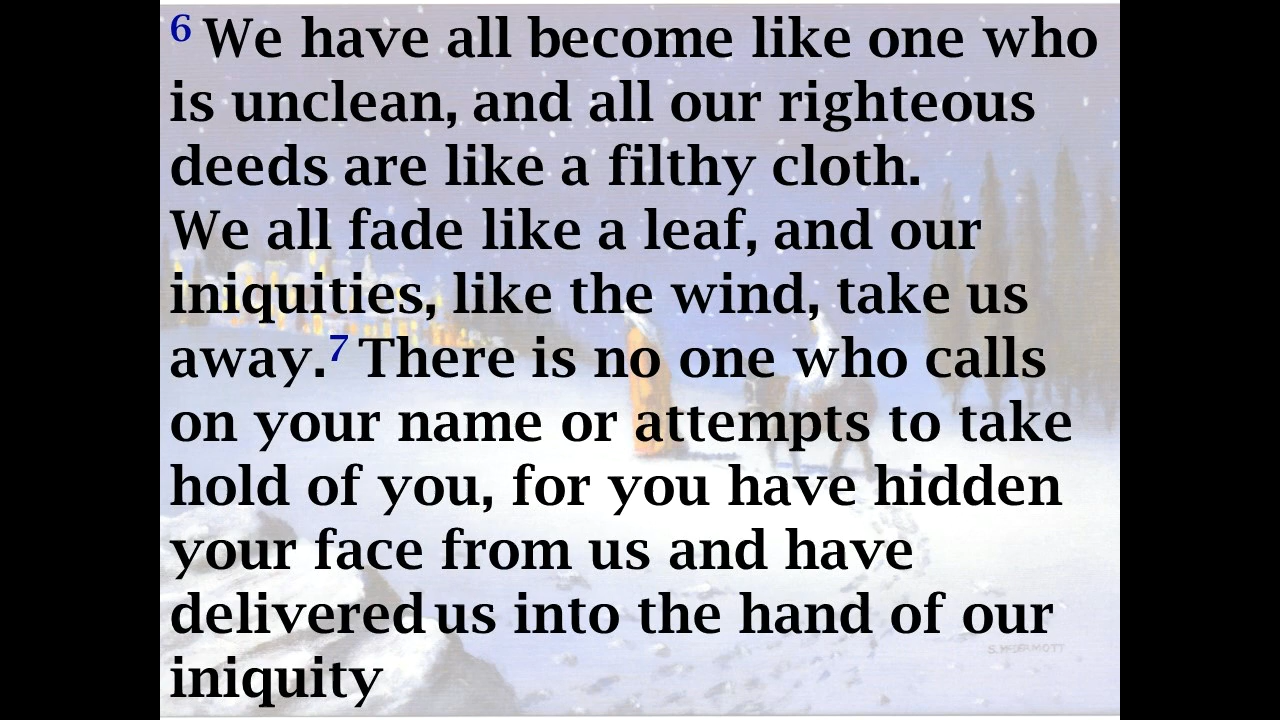 6 We have all become like one who
is unclean, and all our righteous
deeds are like a filthy cloth.
We all fade like a leaf, and our
iniquities, like the wind, take us
away.7 There is no one who calls
on your name or attempts to take
hold of you, for you have hidden
your face from us and have
delivered us into the hand of our
iniquity
S. McDERMOTT